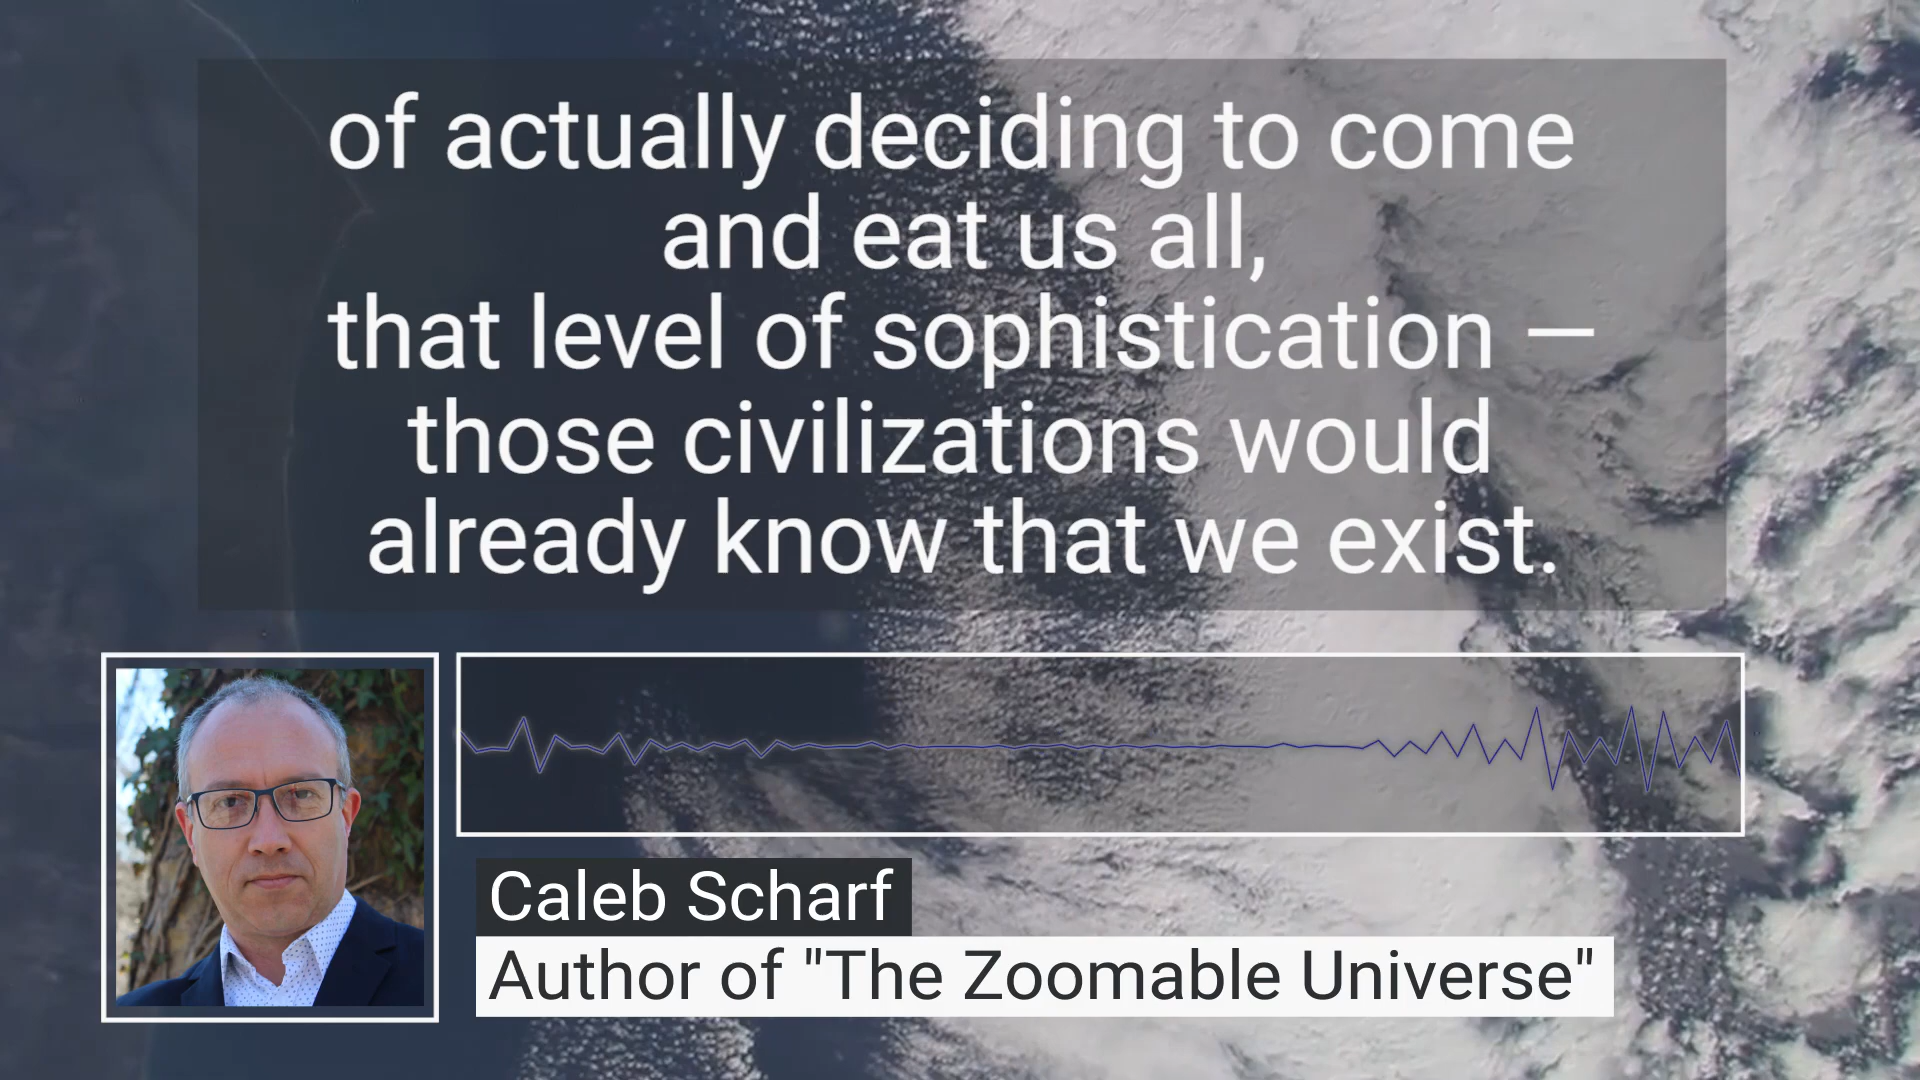 of actually deciding to come
and eat us all,
that level of sophistication —
those civilizations would
already know that we exist.
Caleb Scharf
Author of "The Zoomable Universe"